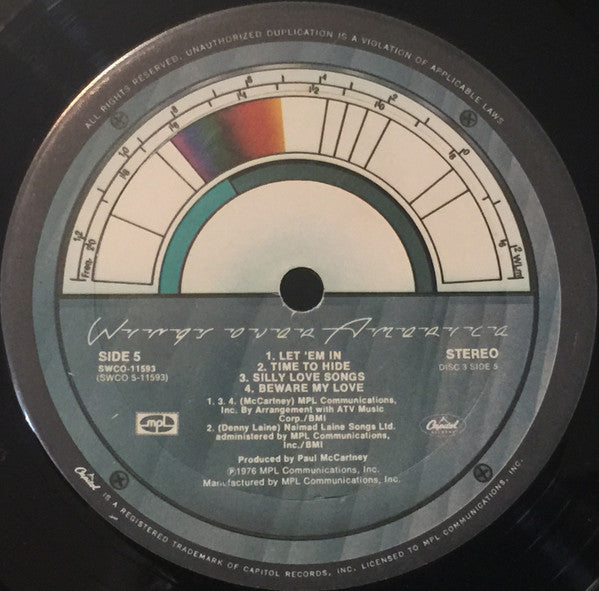 ALL RIGHTS RESERVED. UNAUTHORIZED DUPLICATION IS A VIOLATION OF APPLICABLE LAWS.
Freq.
Wings over America
SIDE 5
SWCO-11593
(SWCO 5-11593)
1. LET 'EM IN
2. TIME TO HIDE
3. SILLY LOVE SONGS
4. BEWARE MY LOVE
STEREO
DISC 3 SIDE 5
1. 3. 4. (McCartney) MPL Communications,
Inc. By Arrangement with ATV Music
Corp./BMI
2. (Denny Laine) Naimad Laine Songs Ltd.
administered by MPL Communications,
Inc./BMI
Produced by Paul McCartney
℗1976 MPL Communications, Inc.
Manufactured by MPL Communications, Inc.
mpl
Capitol
RECORDS
Capitol IS A REGISTERED TRADEMARK OF CAPITOL RECORDS, INC. LICENSED TO MPL COMMUNICATIONS, INC.